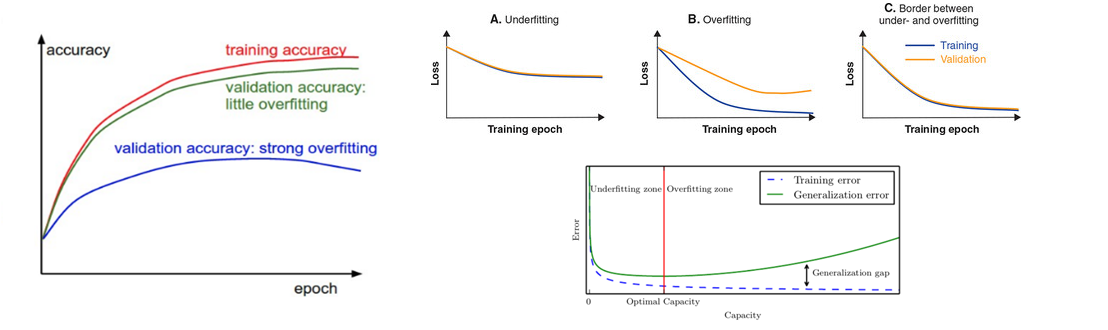 accuracy
training accuracy
validation accuracy:
little overfitting
validation accuracy: strong overfitting
epoch
A. Underfitting
Loss
Training epoch
B. Overfitting
Loss
Training epoch
C. Border between
under- and overfitting
Training
Validation
Loss
Training epoch
Underfitting zone
Overfitting zone
Training error
Generalization error
Error
Generalization gap
0
Optimal Capacity
Capacity